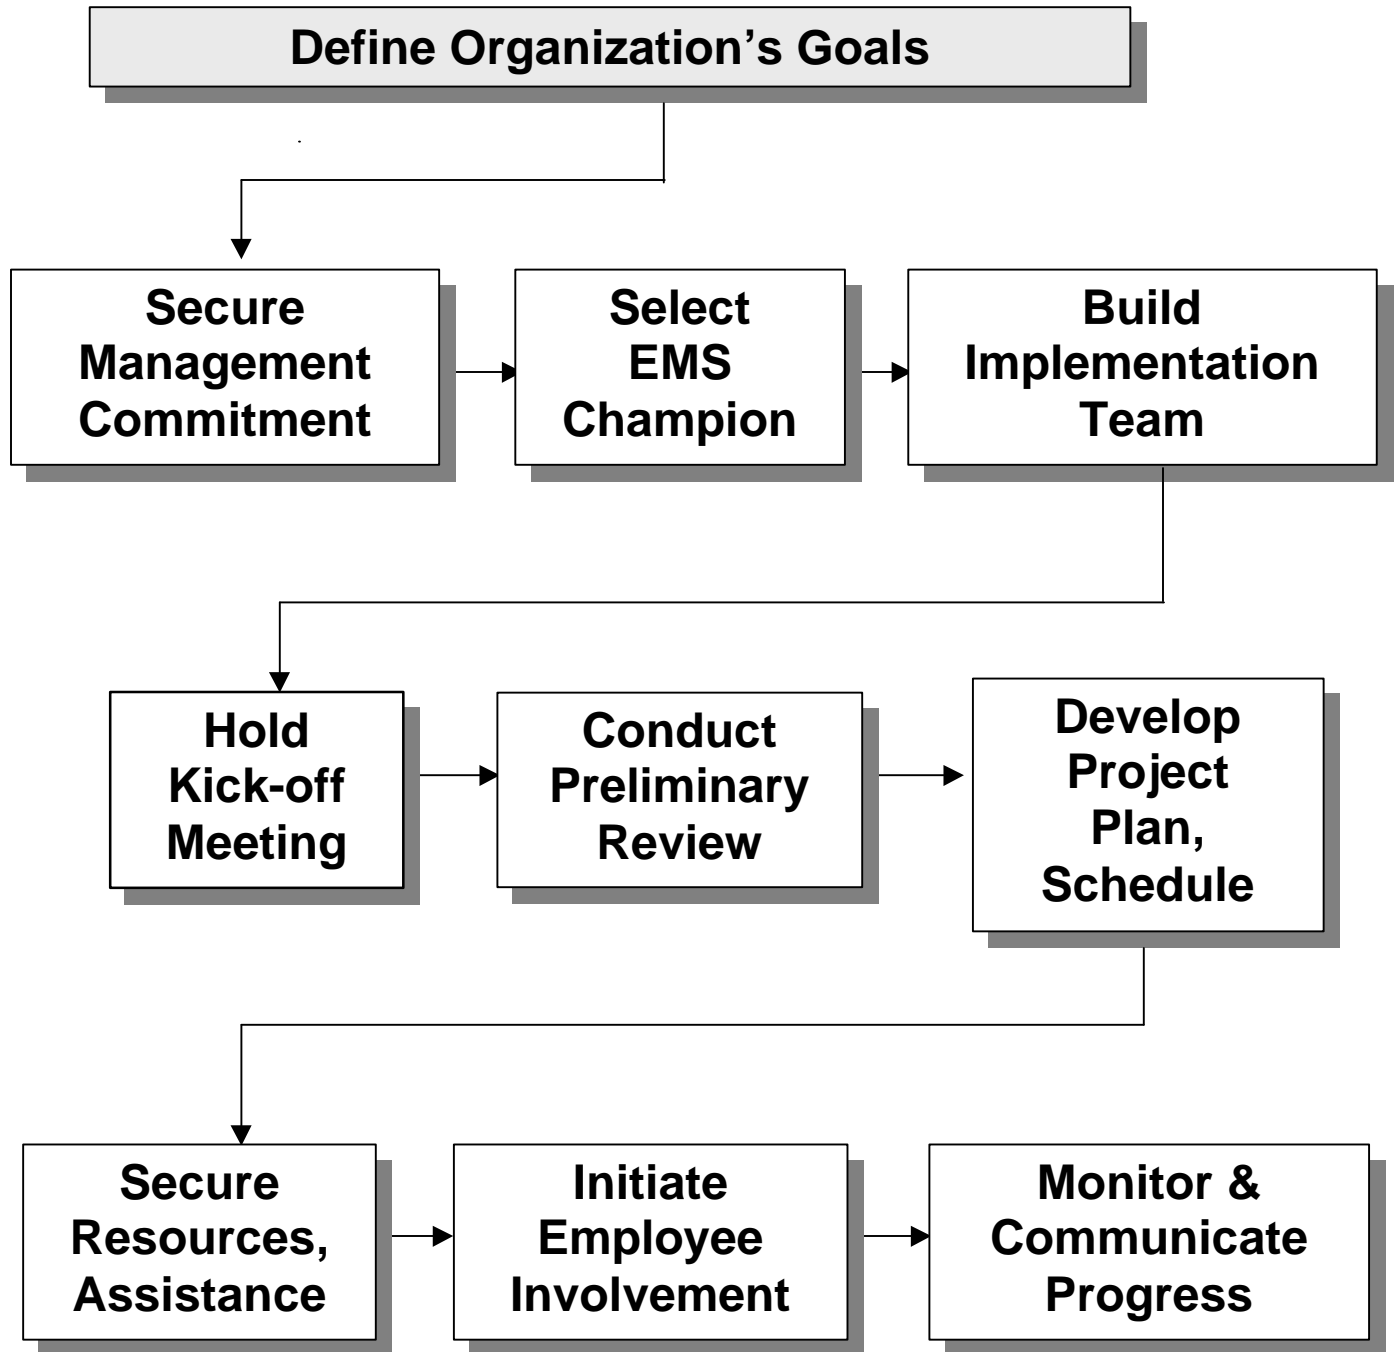 Define Organization’s Goals
Secure
Management
Commitment
Select
EMS
Champion
Build
Implementation
Team
Hold
Kick-off
Meeting
Conduct
Preliminary
Review
Develop
Project
Plan,
Schedule
Secure
Resources,
Assistance
Initiate
Employee
Involvement
Monitor &
Communicate
Progress